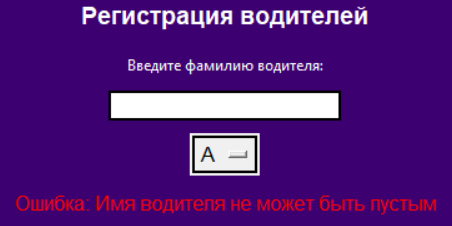 Регистрация водителей
Введите фамилию водителя:
A
Ошибка: Имя водителя не может быть пустым